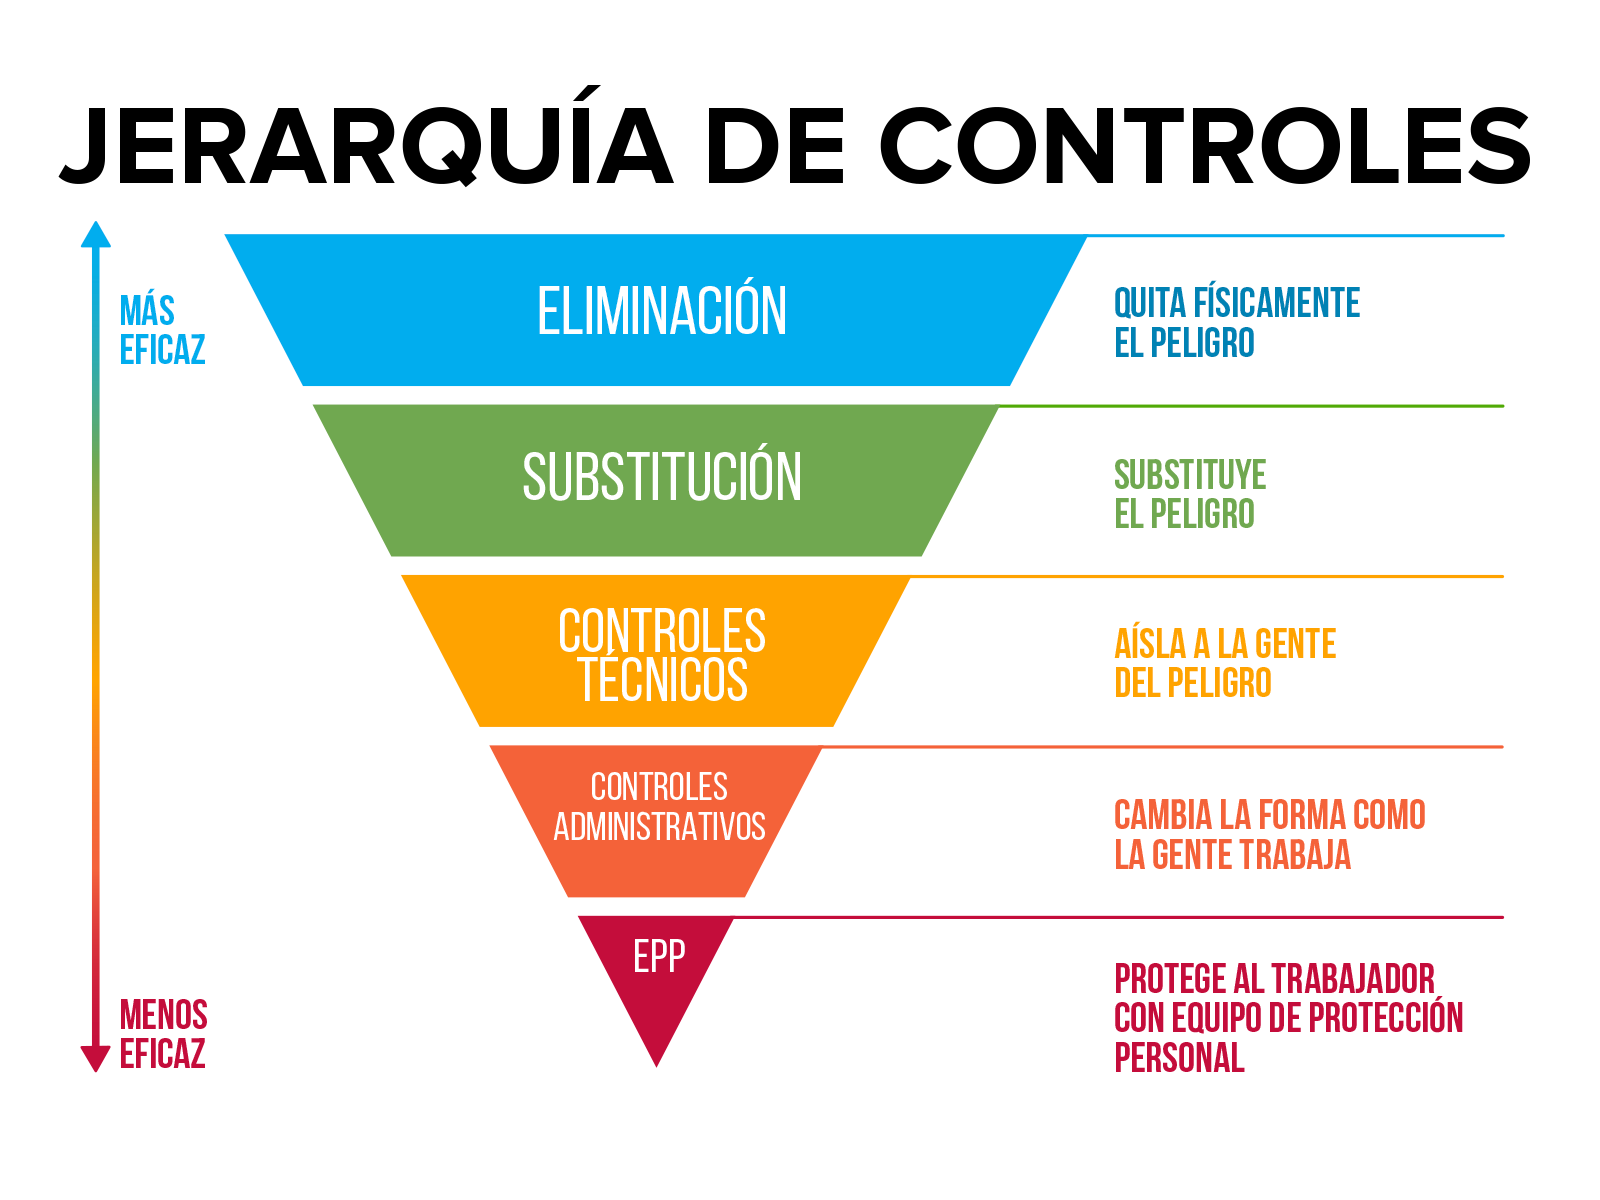 JERARQUÍA DE CONTROLES
MÁS
EFICAZ
ELIMINACIÓN
QUITA FÍSICAMENTE
EL PELIGRO
SUBSTITUCIÓN
SUBSTITUYE
EL PELIGRO
CONTROLES
TÉCNICOS
AÍSLA A LA GENTE
DEL PELIGRO
CONTROLES
ADMINISTRATIVOS
CAMBIA LA FORMA COMO
LA GENTE TRABAJA
EPP
PROTEGE AL TRABAJADOR
CON EQUIPO DE PROTECCIÓN
PERSONAL
MENOS
EFICAZ